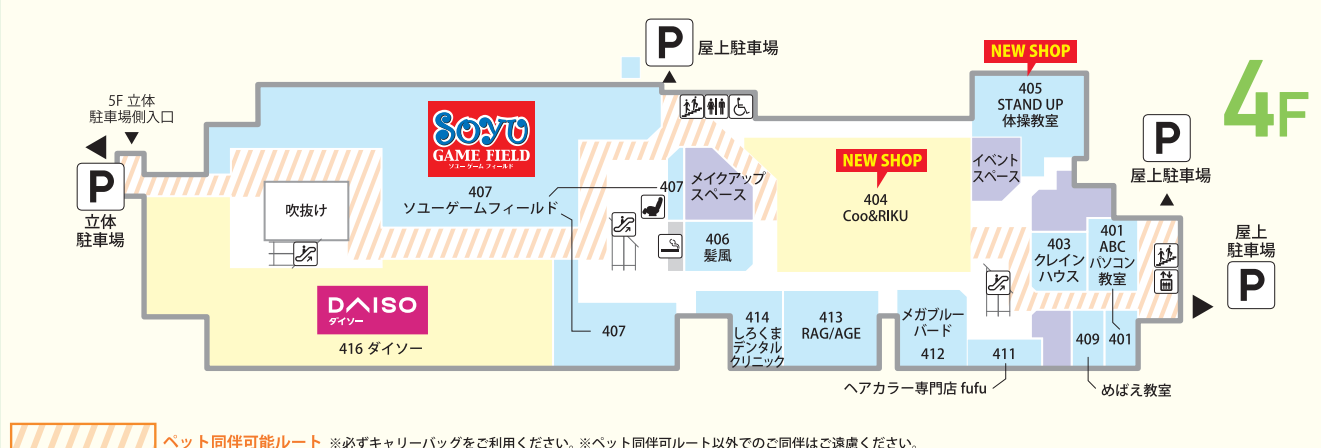 P
屋上駐車場
NEW SHOP
4F
5F 立体
駐車場側入口
405
STAND UP
体操教室
SOYU
GAME FIELD
ソユーゲーム フィールド
P
屋上駐車場
NEW SHOP
イベント
スペース
P
立体
駐車場
407
ソユーゲームフィールド
407
メイクアップ
スペース
404
Coo&RIKU
吹抜け
406
髪風
403
クレイン
ハウス
401
ABC
パソコン
教室
屋上
駐車場
P
DAISO
ダイソー
416 ダイソー
407
414
しろくま
デンタル
クリニック
413
RAG/AGE
メガブルー
バード
412
411
409
401
ヘアカラー専門店 fufu
めばえ教室
ペット同伴可能ルート ※必ずキャリーバッグをご利用ください。※ペット同伴可ルート以外でのご同伴はご遠慮ください。